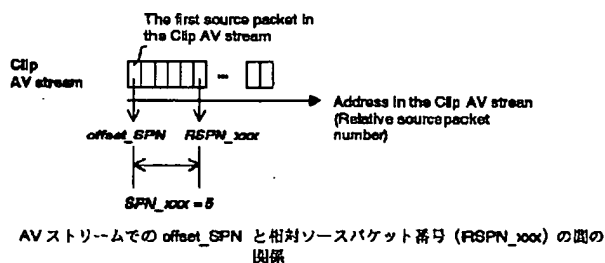 The first source packet in
the Clip AV stream
Clip
AV stream
...
Address in the Clip AV stream
(Relative source packet
number)
offset_SPN RSPN_xxx
SPN_xxx = 5
AV ストリームでの offset_SPN と相対ソースパケット番号 (RSPN_xxx) の間の
関係